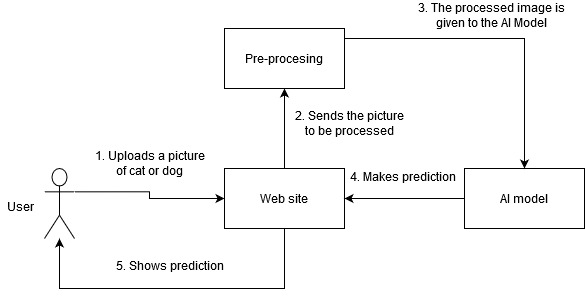 3. The processed image is
given to the AI Model
Pre-procesing
2. Sends the picture
to be processed
1. Uploads a picture
of cat or dog
4. Makes prediction
User
Web site
AI model
5. Shows prediction